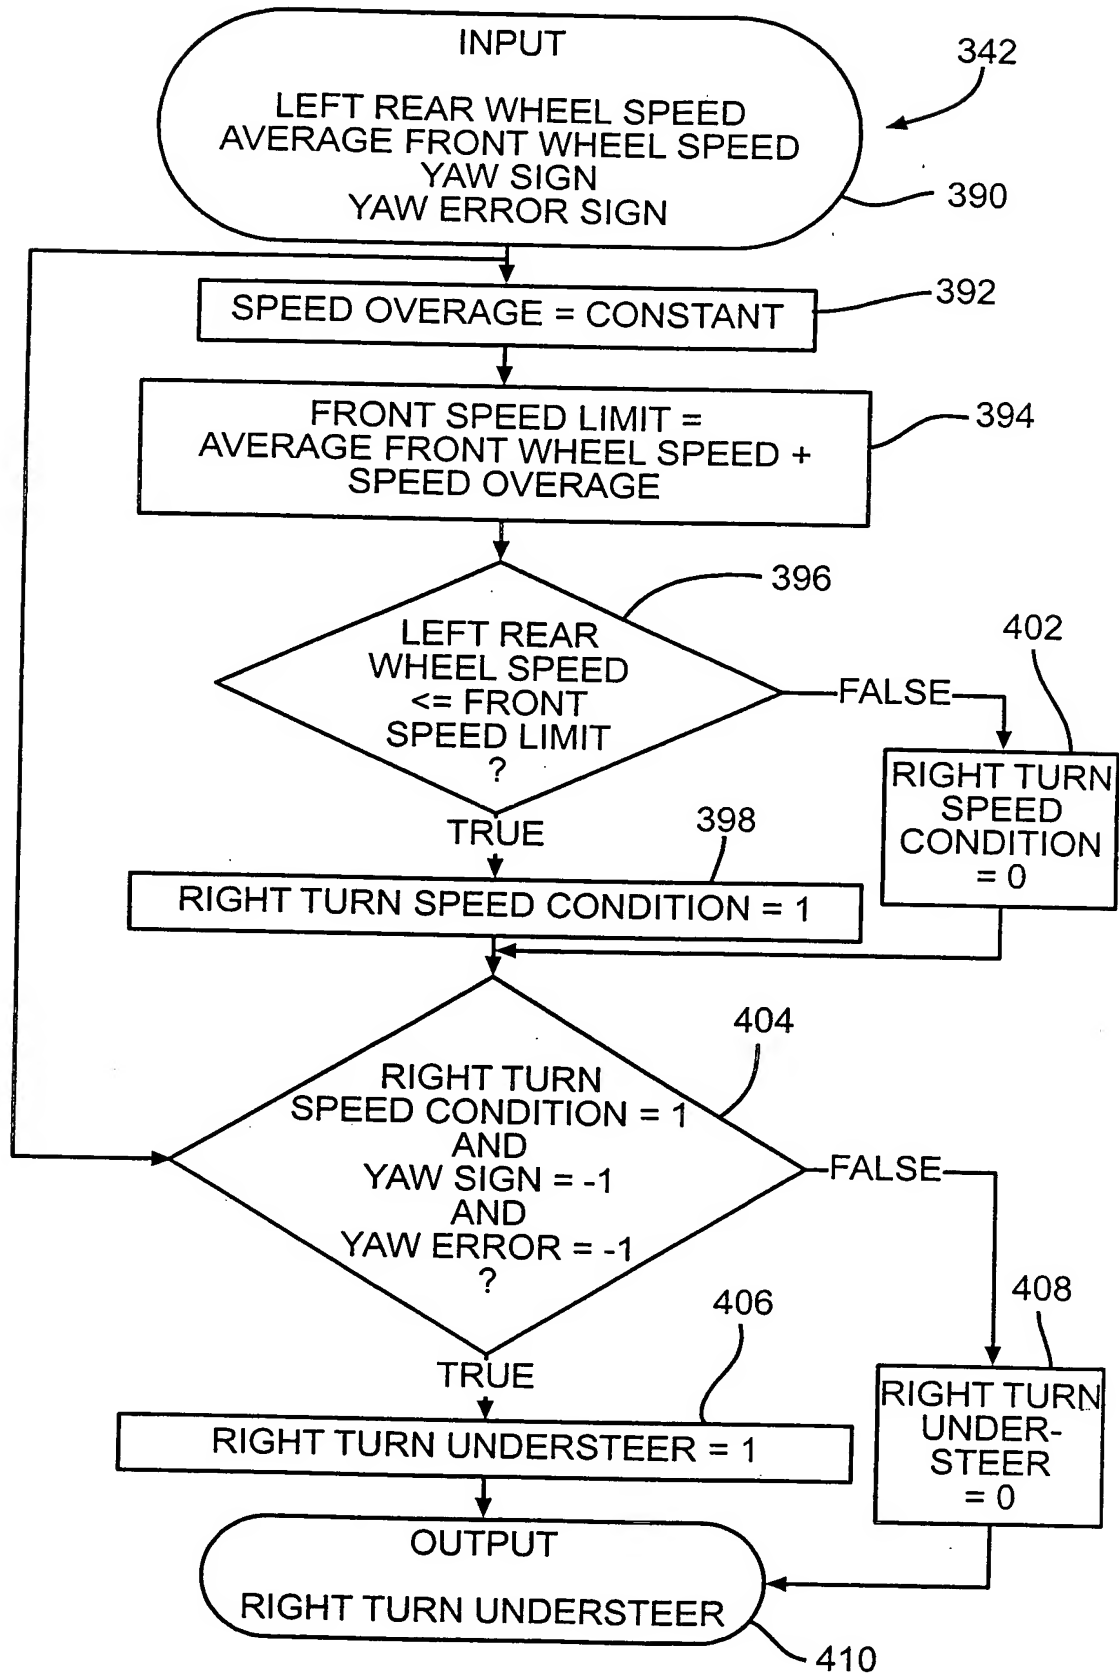 INPUT
342
LEFT REAR WHEEL SPEED
AVERAGE FRONT WHEEL SPEED
YAW SIGN
YAW ERROR SIGN
390
SPEED OVERAGE = CONSTANT
392
FRONT SPEED LIMIT =
AVERAGE FRONT WHEEL SPEED +
SPEED OVERAGE
394
396
LEFT REAR
WHEEL SPEED
<= FRONT
SPEED LIMIT
?
FALSE
402
RIGHT TURN
SPEED
CONDITION
= 0
TRUE
398
RIGHT TURN SPEED CONDITION = 1
404
RIGHT TURN
SPEED CONDITION = 1
AND
YAW SIGN = -1
AND
YAW ERROR = -1
?
FALSE
408
RIGHT TURN
UNDER-
STEER
= 0
TRUE
406
RIGHT TURN UNDERSTEER = 1
OUTPUT
RIGHT TURN UNDERSTEER
410